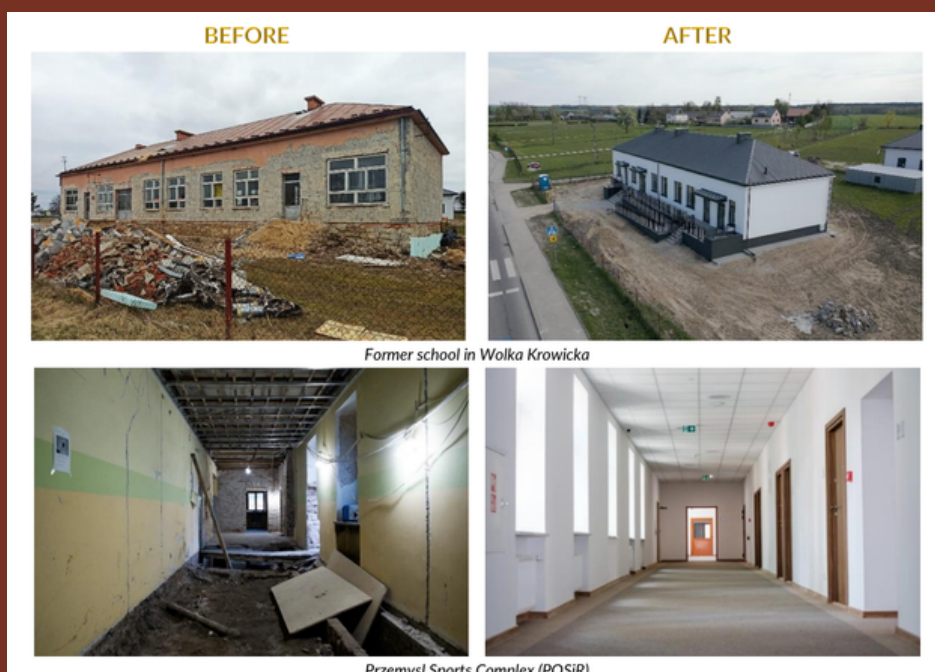 BEFORE
AFTER
Former school in Wolka Krowicka
Przemysl Sports Complex (POSiR)